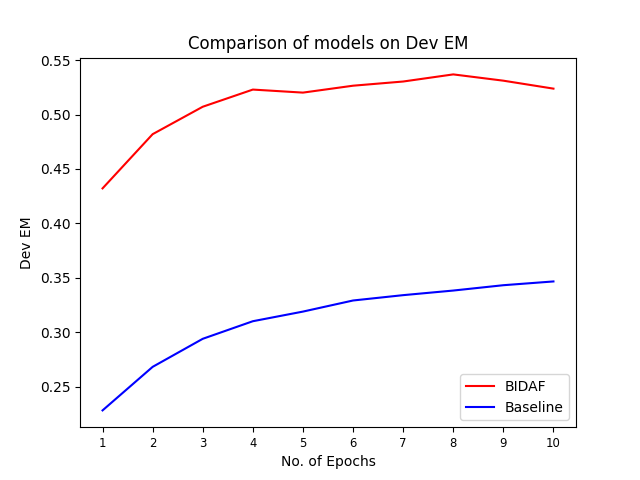 Comparison of models on Dev EM
0.55
0.50
0.45
0.40
0.35
0.30
0.25
Dev EM
1 2 3 4 5 6 7 8 9 10
No. of Epochs
BIDAF
Baseline